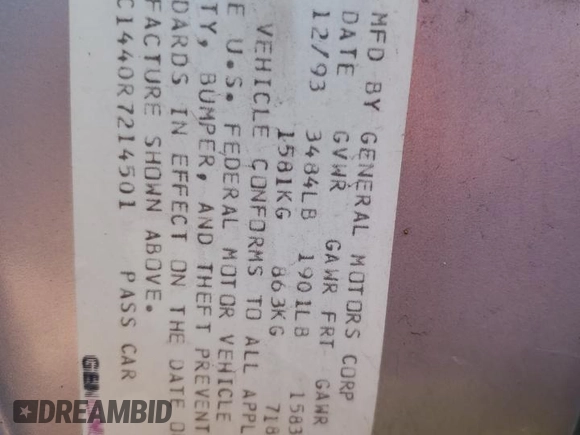 MFD BY GENERAL MOTORS CORP
DATE GVWR GAWR FRT GAWR
12/93 3484LB 1901LB 1583
1581KG 863KG 718
VEHICLE CONFORMS TO ALL APPL
E U.S. FEDERAL MOTOR VEHICLE
TY, BUMPER, AND THEFT PREVENT
DARDS IN EFFECT ON THE DATE O
FACTURE SHOWN ABOVE.
C1440R7214501 PASS CAR
DREAMBID